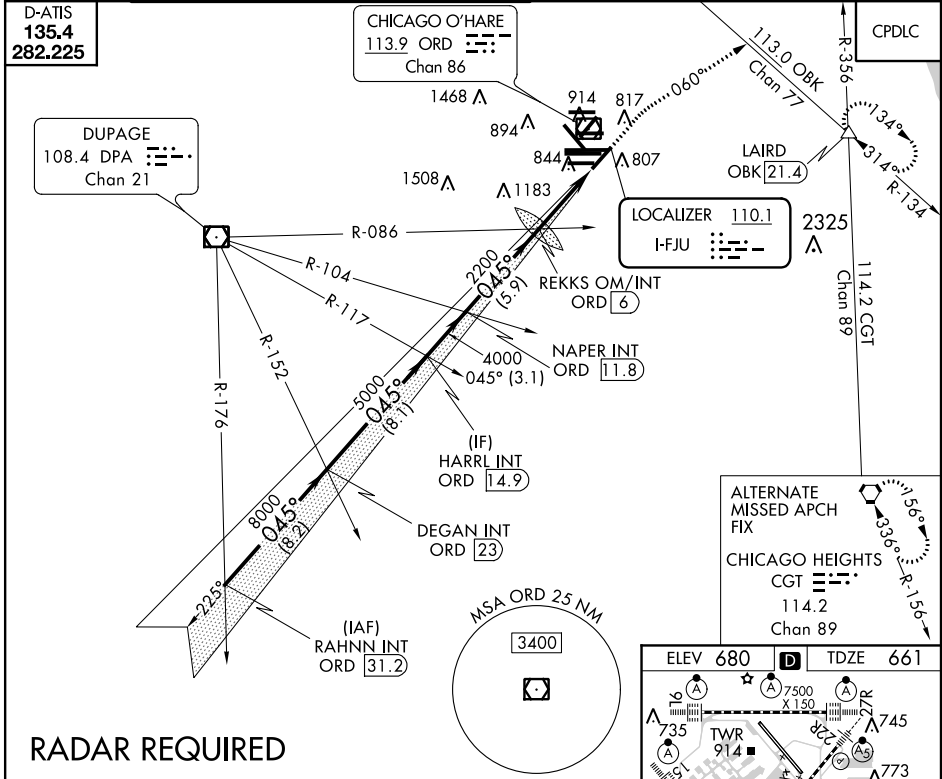 D-ATIS
135.4
282.225
CHICAGO O'HARE
113.9 ORD
Chan 86
CPDLC
DUPAGE
108.4 DPA
Chan 21
1468
894
914
817
844
807
1508
1183
060°
113.0 OBK
Chan 77
R-356
134°
314°
R-134
LAIRD
OBK 21.4
LOCALIZER 110.1
I-FJU
2325
114.2 CGT
Chan 89
R-086
R-104
R-117
R-152
R-176
2200
045°
(5.9)
REKKS OM/INT
ORD 6
NAPER INT
ORD 11.8
4000
045° (3.1)
5000
045°
(8.1)
(IF)
HARRL INT
ORD 14.9
8000
045°
(8.2)
DEGAN INT
ORD 23
225°
(IAF)
RAHNN INT
ORD 31.2
MSA ORD 25 NM
3400
ALTERNATE
MISSED APCH
FIX
CHICAGO HEIGHTS
CGT
114.2
Chan 89
156°
336°
R-156
ELEV 680 D TDZE 661
A
A
7500
X 150
A
9L
27R
22R
735
745
TWR
914
A
A5
773
15
RADAR REQUIRED